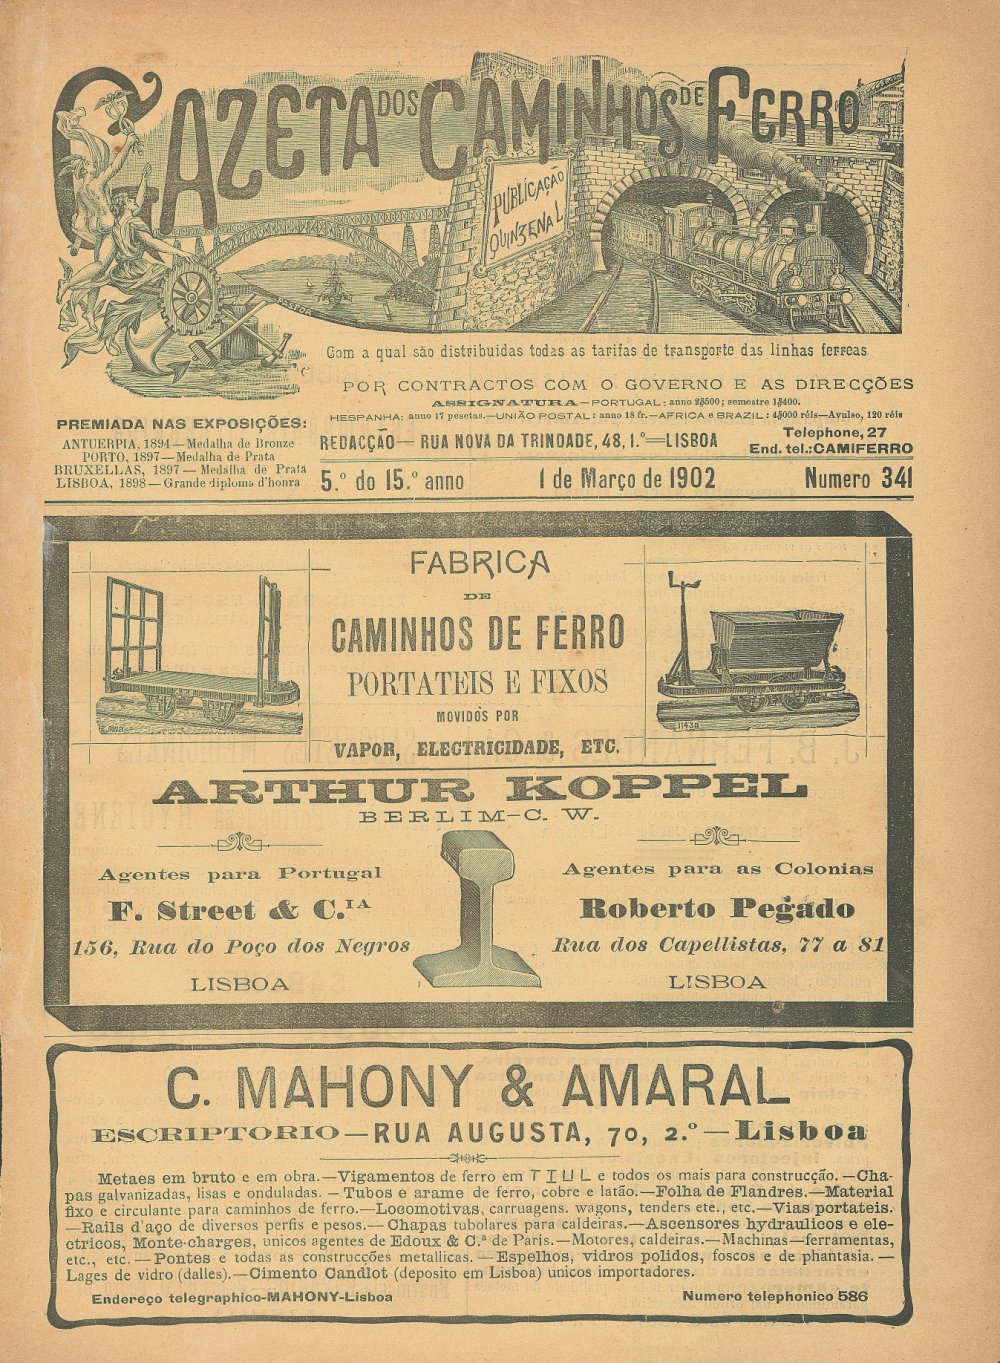 GAZETA DOS CAMINHOS DE FERRO
PUBLICAÇÃO
QUINZENAL
PASTOR
Com a qual são distribuidas todas as tarifas de transporte das linhas ferreas
POR CONTRACTOS COM O GOVERNO E AS DIRECÇÕES
ASSIGNATURA—PORTUGAL: anno 2$500; semestre 1$400.
HESPANHA: anno 17 pesetas.—UNIÃO POSTAL: anno 18 fr.—AFRICA e BRAZIL: 4$000 réis—Avulso, 120 réis
PREMIADA NAS EXPOSIÇÕES:
ANTUERPIA, 1894—Medalha de Bronze
PORTO, 1897—Medalha de Prata
BRUXELLAS, 1897—Medalha de Prata
LISBOA, 1898—Grande diploma d'honra
REDACÇÃO—RUA NOVA DA TRINDADE, 48, 1.º—LISBOA
Telephone, 27
End. tel.: CAMIFERRO
5.º do 15.º anno
1 de Março de 1902
Numero 341
FABRICA
DE
CAMINHOS DE FERRO
PORTATEIS E FIXOS
MOVIDOS POR
VAPOR, ELECTRICIDADE, ETC.
1143a
ARTHUR KOPPEL
BERLIM—C. W.
Agentes para Portugal
F. Street & C.IA
156, Rua do Poço dos Negros
LISBOA
Agentes para as Colonias
Roberto Pegádo
Rua dos Capellistas, 77 a 81
LISBOA
C. MAHONY & AMARAL
ESCRIPTORIO—RUA AUGUSTA, 70, 2.º—Lisboa
Metaes em bruto e em obra.—Vigamentos de ferro em T I U L e todos os mais para construcção.—Cha-
pas galvanizadas, lisas e onduladas.—Tubos e arame de ferro, cobre e latão.—Folha de Flandres.—Material
fixo e circulante para caminhos de ferro.—Locomotivas, carruagens. wagons, tenders etc., etc.—Vias portateis.
—Rails d'aço de diversos perfis e pesos.—Chapas tubolares para caldeiras.—Ascensores hydraulicos e ele-
ctricos, Monte-charges, unicos agentes de Edoux & C.ª de Paris.—Motores, caldeiras.—Machinas—ferramentas,
etc., etc.—Pontes e todas as construcções metallicas.—Espelhos, vidros polidos, foscos e de phantasia.—
Lages de vidro (dalles).—Cimento Candlot (deposito em Lisboa) unicos importadores.
Endereço telegraphico-MAHONY-Lisboa
Numero telephonico 586